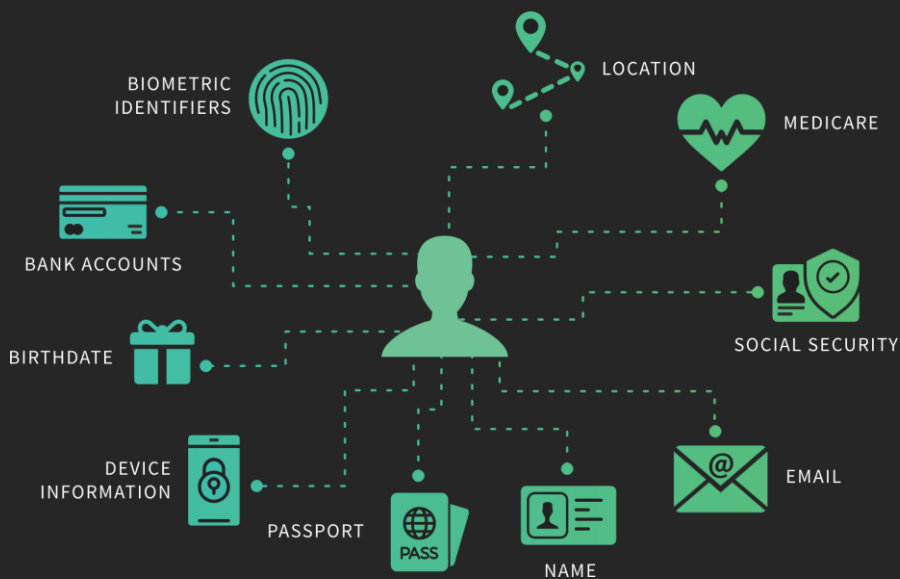 BIOMETRIC
IDENTIFIERS
LOCATION
MEDICARE
BANK ACCOUNTS
SOCIAL SECURITY
BIRTHDATE
DEVICE
INFORMATION
@
EMAIL
PASSPORT
PASS
NAME